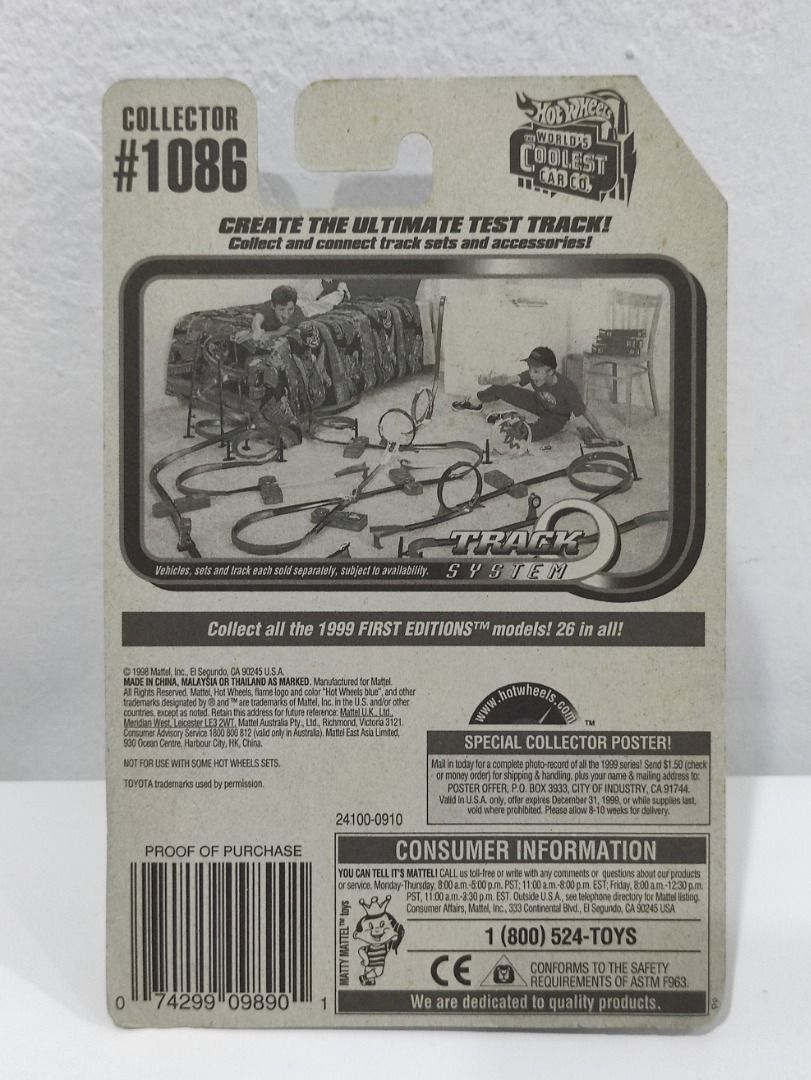 COLLECTOR
#1086
Hot Wheels
THE WORLD'S
COOLEST
CAR CO.
CREATE THE ULTIMATE TEST TRACK!
Collect and connect track sets and accessories!
TRACK
SYSTEM
Vehicles, sets and track each sold separately, subject to availability.
Collect all the 1999 FIRST EDITIONS™ models! 26 in all!
© 1998 Mattel, Inc., El Segundo, CA 90245 U.S.A.
MADE IN CHINA, MALAYSIA OR THAILAND AS MARKED. Manufactured for Mattel.
All Rights Reserved. Mattel, Hot Wheels, flame logo and color "Hot Wheels blue", and other
trademarks designated by ® and ™ are trademarks of Mattel, Inc. in the U.S. and/or other
countries, except as noted. Retain this address for future reference: Mattel U.K., Ltd.,
Meridian West, Leicester LE3 2WT. Mattel Australia Pty., Ltd., Richmond, Victoria 3121.
Consumer Advisory Service 1800 800 812 (valid only in Australia). Mattel East Asia Limited,
930 Ocean Centre, Harbour City, HK, China.
NOT FOR USE WITH SOME HOT WHEELS SETS.
TOYOTA trademarks used by permission.
www.hotwheels.com
™
SPECIAL COLLECTOR POSTER!
Mail in today for a complete photo-record of all the 1999 series! Send $1.50 (check
or money order) for shipping & handling, plus your name & mailing address to:
POSTER OFFER, P.O. BOX 3933, CITY OF INDUSTRY, CA 91744.
Valid in U.S.A. only, offer expires December 31, 1999, or while supplies last,
void where prohibited. Please allow 8-10 weeks for delivery.
24100-0910
PROOF OF PURCHASE
0 74299 09890 1
CONSUMER INFORMATION
YOU CAN TELL IT'S MATTEL! CALL us toll-free or write with any comments or questions about our products
or service. Monday-Thursday, 8:00 a.m.-5:00 p.m. PST; 11:00 a.m.-8:00 p.m. EST; Friday, 8:00 a.m.-12:30 p.m.
PST, 11:00 a.m.-3:30 p.m. EST. Outside U.S.A., see telephone directory for Mattel listing.
Consumer Affairs, Mattel, Inc., 333 Continental Blvd., El Segundo, CA 90245 USA
MATTY MATTEL™ toys
1 (800) 524-TOYS
CE
CONFORMS TO THE SAFETY
REQUIREMENTS OF ASTM F963.
We are dedicated to quality products.